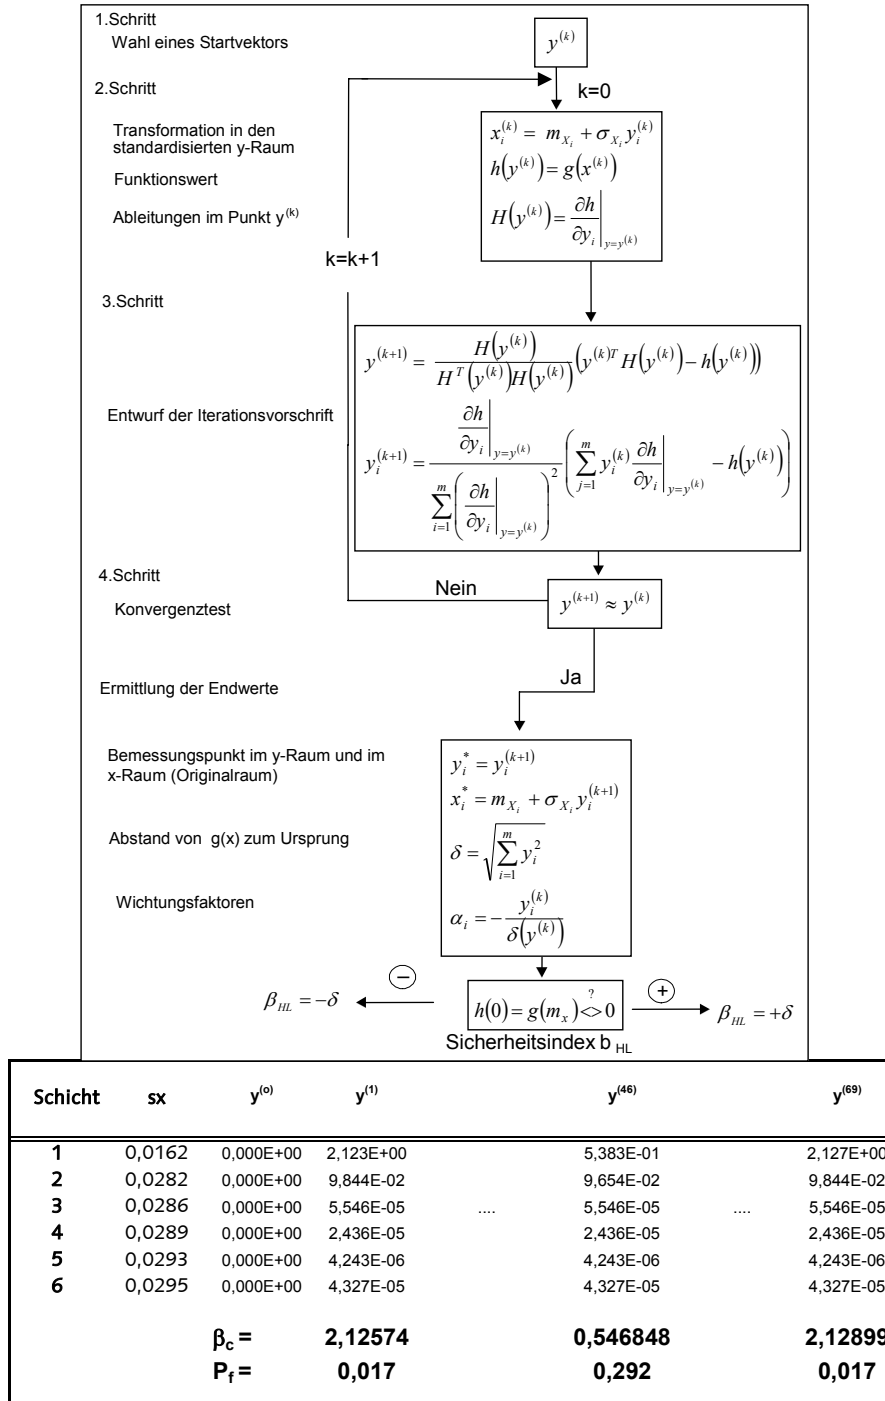 1.Schritt
Wahl eines Startvektors
y^(k)
k=0
2.Schritt
Transformation in den
standardisierten y-Raum
Funktionswert
Ableitungen im Punkt y^(k)
x_i^(k) = m_{X_i} + σ_{X_i} y_i^(k)
h(y^(k)) = g(x^(k))
H(y^(k)) = ∂h/∂y_i |_{y=y^(k)}
k=k+1
3.Schritt
Entwurf der Iterationsvorschrift
y^(k+1) = H(y^(k)) / (H^T(y^(k))H(y^(k))) (y^(k)T H(y^(k)) − h(y^(k)))
y_i^(k+1) = (∂h/∂y_i |_{y=y^(k)}) / (∑_{i=1}^m (∂h/∂y_i |_{y=y^(k)})^2) (∑_{j=1}^m y_i^(k) ∂h/∂y_i |_{y=y^(k)} − h(y^(k)))
4.Schritt
Konvergenztest
Nein
y^(k+1) ≈ y^(k)
Ja
Ermittlung der Endwerte
Bemessungspunkt im y-Raum und im
x-Raum (Originalraum)
y_i^* = y_i^(k+1)
x_i^* = m_{X_i} + σ_{X_i} y_i^(k+1)
Abstand von g(x) zum Ursprung
δ = √(∑_{i=1}^m y_i^2)
Wichtungsfaktoren
α_i = − y_i^(k) / δ(y^(k))
β_HL = −δ
−
h(0) = g(m_x) <>^? 0
+
β_HL = +δ
Sicherheitsindex b_HL
Schicht sx y^(o) y^(1) y^(46) y^(69)
1 0,0162 0,000E+00 2,123E+00 5,383E-01 2,127E+00
2 0,0282 0,000E+00 9,844E-02 9,654E-02 9,844E-02
3 0,0286 0,000E+00 5,546E-05 .... 5,546E-05 .... 5,546E-05
4 0,0289 0,000E+00 2,436E-05 2,436E-05 2,436E-05
5 0,0293 0,000E+00 4,243E-06 4,243E-06 4,243E-06
6 0,0295 0,000E+00 4,327E-05 4,327E-05 4,327E-05
β_c = 2,12574 0,546848 2,12899
P_f = 0,017 0,292 0,017